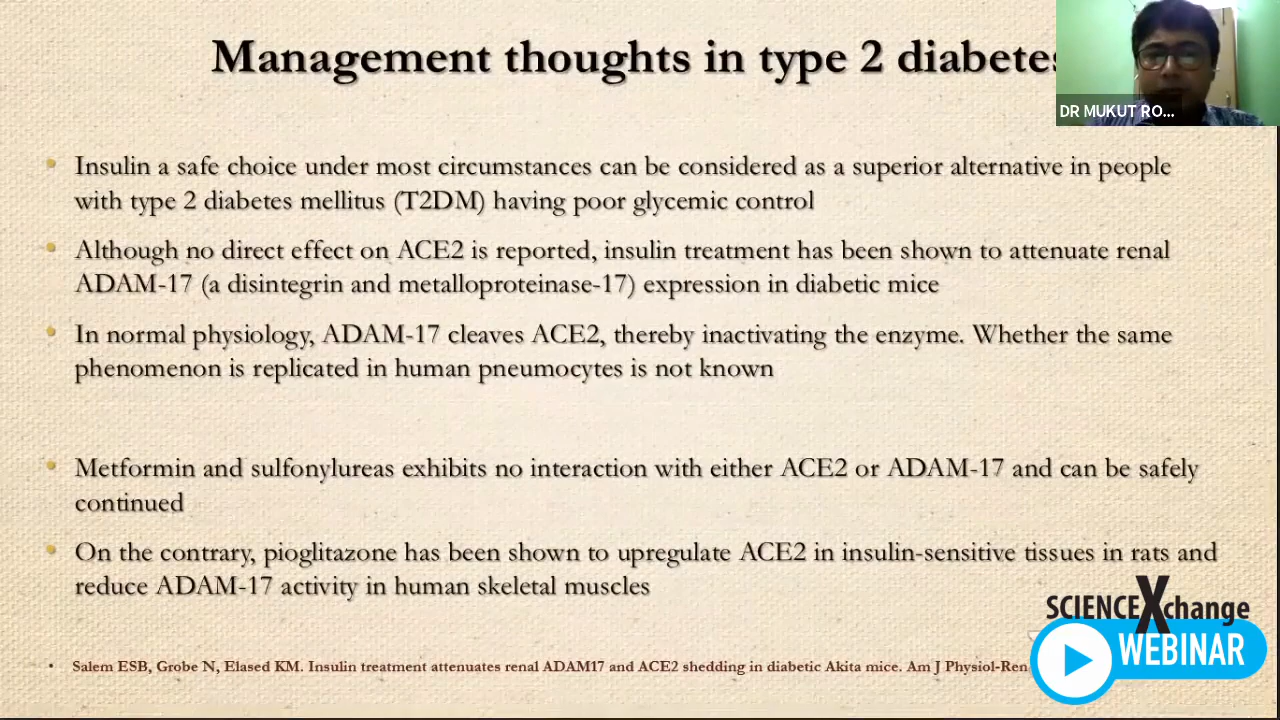 Management thoughts in type 2 diabetes
DR MUKUT RO...
• Insulin a safe choice under most circumstances can be considered as a superior alternative in people
with type 2 diabetes mellitus (T2DM) having poor glycemic control
• Although no direct effect on ACE2 is reported, insulin treatment has been shown to attenuate renal
ADAM-17 (a disintegrin and metalloproteinase-17) expression in diabetic mice
• In normal physiology, ADAM-17 cleaves ACE2, thereby inactivating the enzyme. Whether the same
phenomenon is replicated in human pneumocytes is not known
• Metformin and sulfonylureas exhibits no interaction with either ACE2 or ADAM-17 and can be safely
continued
• On the contrary, pioglitazone has been shown to upregulate ACE2 in insulin-sensitive tissues in rats and
reduce ADAM-17 activity in human skeletal muscles
SCIENCEXchange
WEBINAR
• Salem ESB, Grobe N, Elased KM. Insulin treatment attenuates renal ADAM17 and ACE2 shedding in diabetic Akita mice. Am J Physiol-Ren